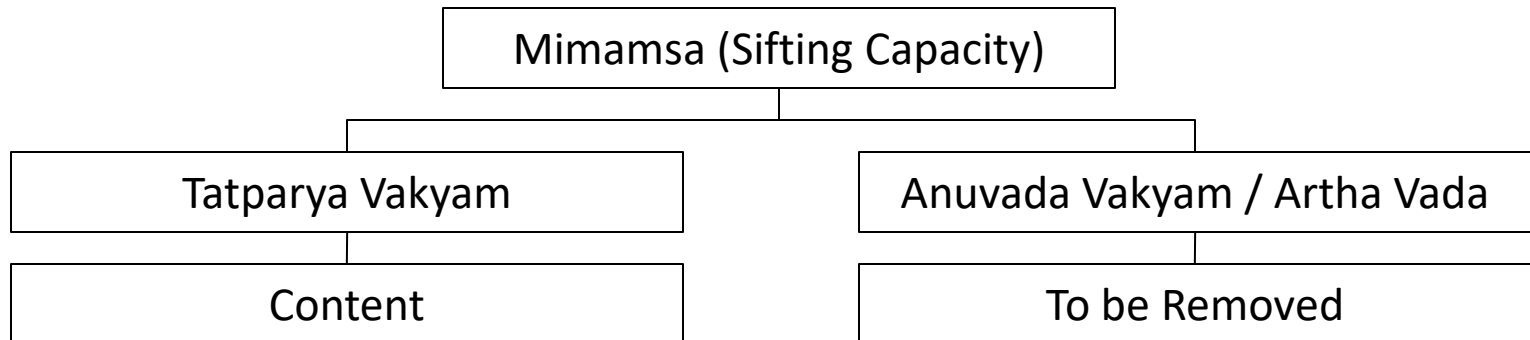 Mimamsa (Sifting Capacity)
Tatparya Vakyam
Anuvada Vakyam / Artha Vada
Content
To be Removed